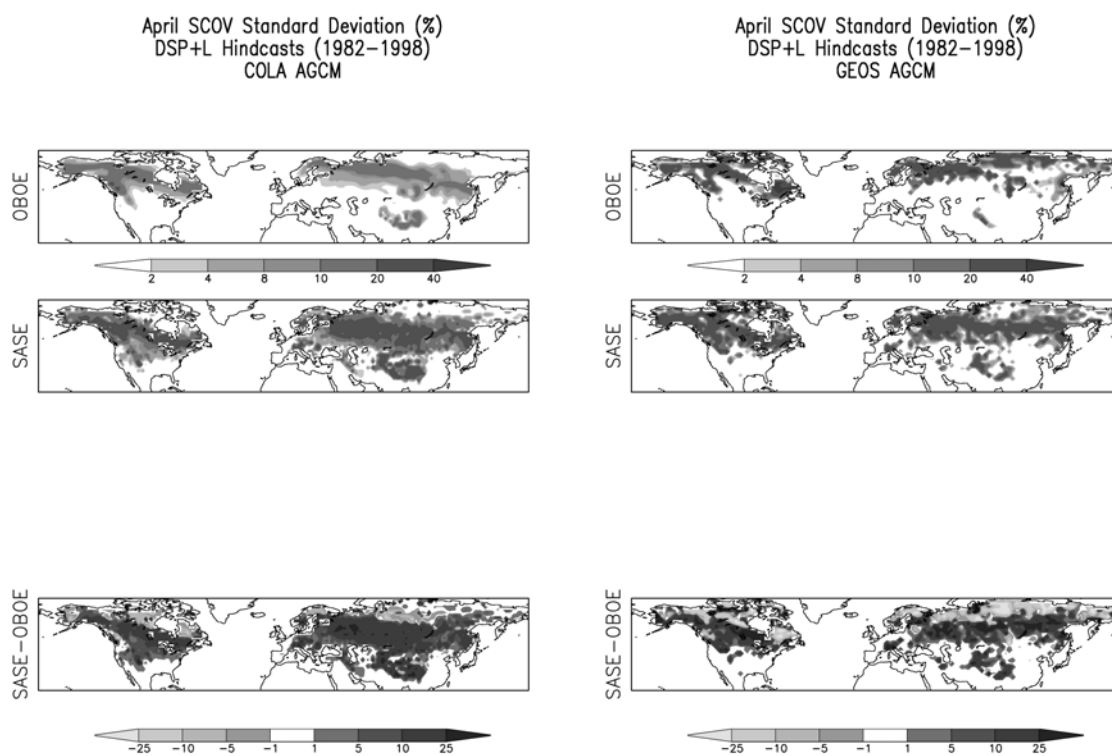 April SCOV Standard Deviation (%)
DSP+L Hindcasts (1982−1998)
COLA AGCM
OBOE
2 4 8 10 20 40
SASE
SASE−OBOE
−25 −10 −5 −1 1 5 10 25
April SCOV Standard Deviation (%)
DSP+L Hindcasts (1982−1998)
GEOS AGCM
OBOE
2 4 8 10 20 40
SASE
SASE−OBOE
−25 −10 −5 −1 1 5 10 25